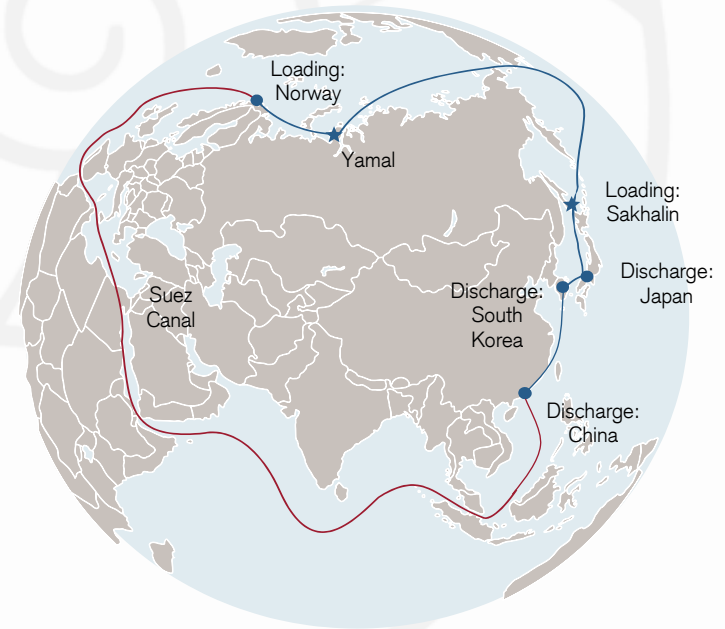 Loading:
Norway
Yamal
Loading:
Sakhalin
Discharge:
Japan
Suez
Canal
Discharge:
South
Korea
Discharge:
China